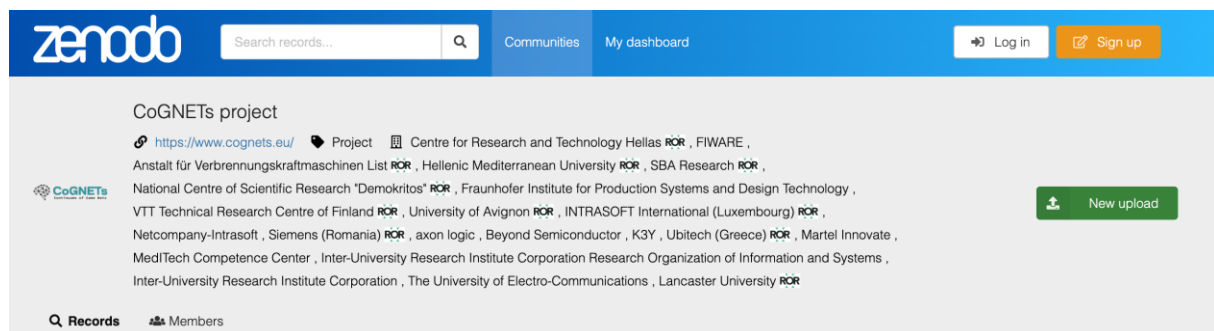 zenodo
Search records...
Communities
My dashboard
Log in
Sign up
CoGNETs project
https://www.cognets.eu/ Project Centre for Research and Technology Hellas ROR , FIWARE ,
Anstalt für Verbrennungskraftmaschinen List ROR , Hellenic Mediterranean University ROR , SBA Research ROR ,
National Centre of Scientific Research "Demokritos" ROR , Fraunhofer Institute for Production Systems and Design Technology ,
VTT Technical Research Centre of Finland ROR , University of Avignon ROR , INTRASOFT International (Luxembourg) ROR ,
Netcompany-Intrasoft , Siemens (Romania) ROR , axon logic , Beyond Semiconductor , K3Y , Ubitech (Greece) ROR , Martel Innovate ,
MedITech Competence Center , Inter-University Research Institute Corporation Research Organization of Information and Systems ,
Inter-University Research Institute Corporation , The University of Electro-Communications , Lancaster University ROR
CoGNETs
New upload
Records
Members